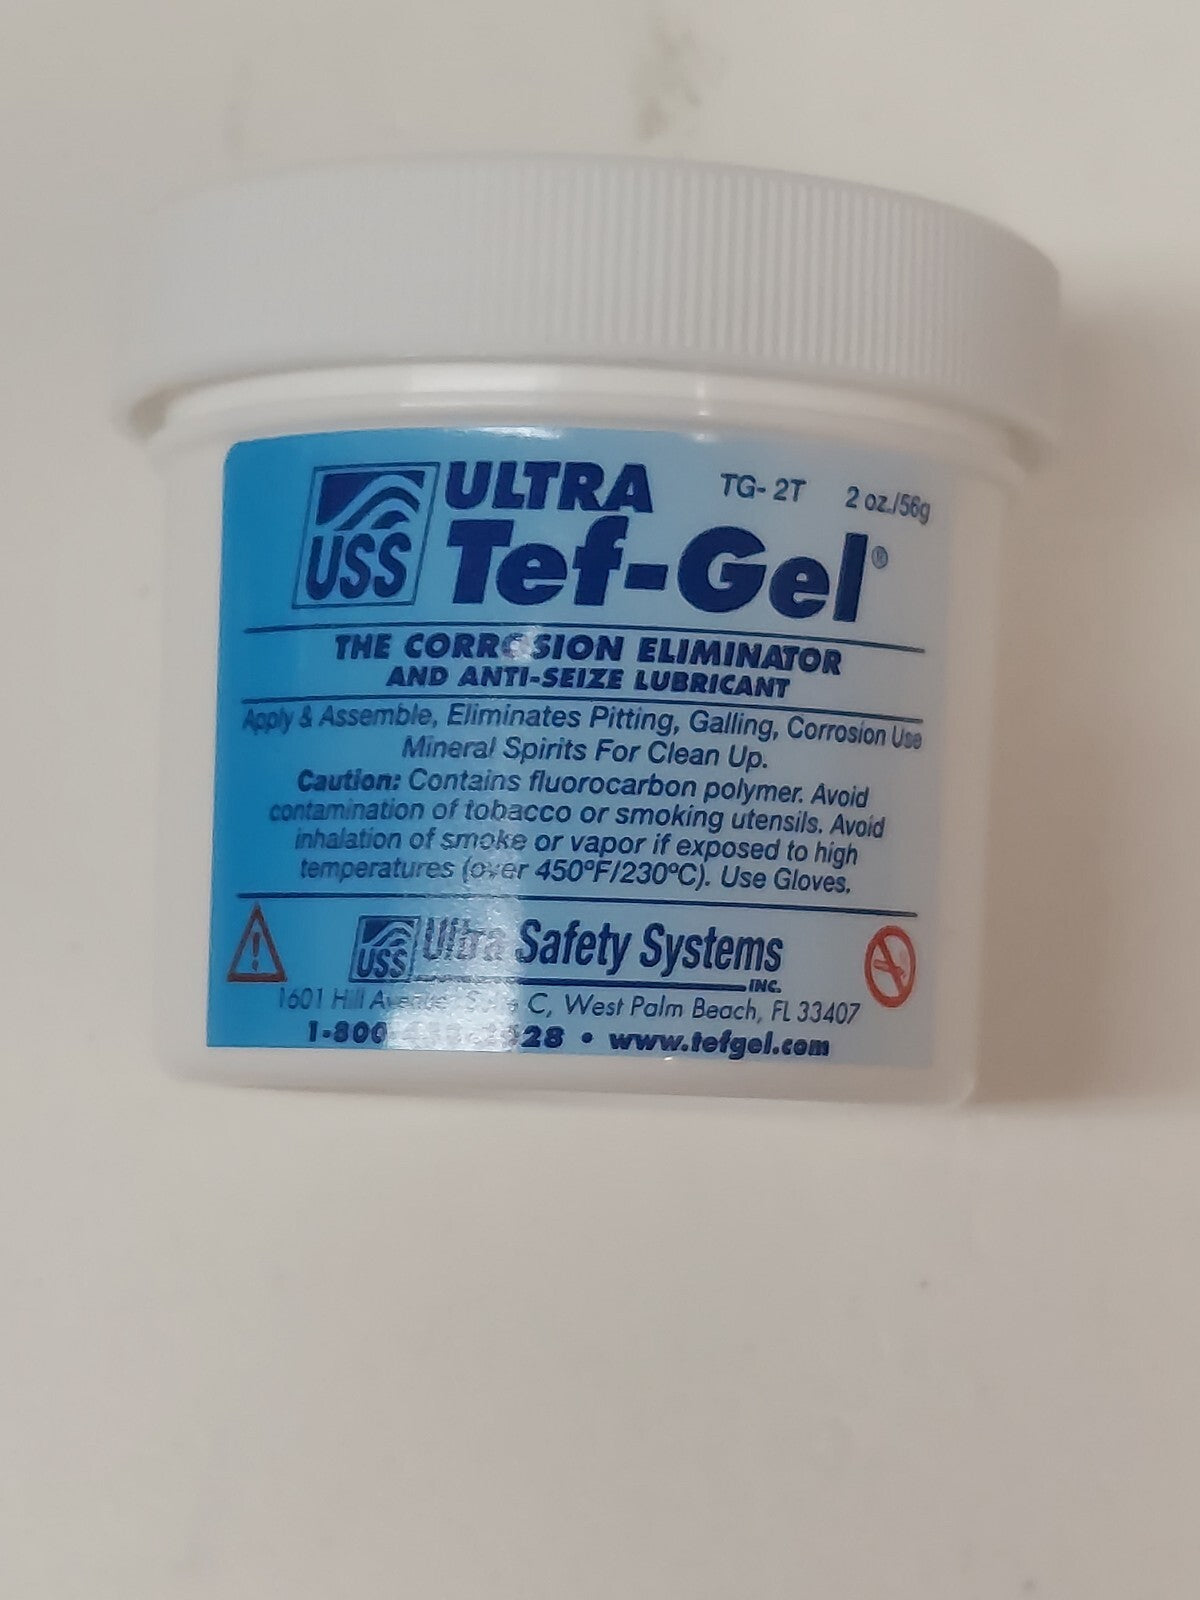 USS
ULTRA
TG- 2T 2 oz./56g
Tef-Gel®
THE CORROSION ELIMINATOR
AND ANTI-SEIZE LUBRICANT
Apply & Assemble, Eliminates Pitting, Galling, Corrosion Use
Mineral Spirits For Clean Up.
Caution: Contains fluorocarbon polymer. Avoid
contamination of tobacco or smoking utensils. Avoid
inhalation of smoke or vapor if exposed to high
temperatures (over 450ºF/230ºC). Use Gloves.
USS Ultra Safety Systems
INC.
1601 Hill Avenue C, West Palm Beach, FL 33407
• www.tefgel.com